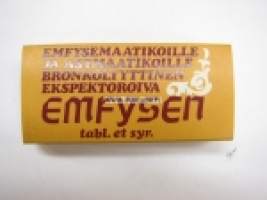 EMFYSEMAATIKOILLE
JA ASTMAATIKOILLE
BRONKOLYYTTINEN
EKSPEKTOROIVA
EMFYSEN
tabl. et syr.